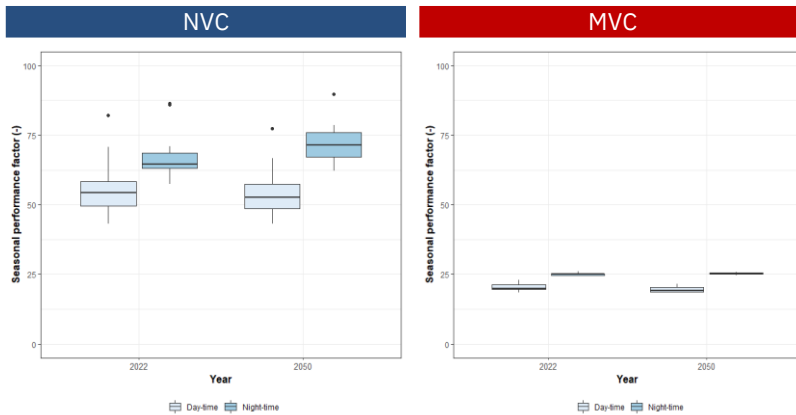 NVC
Seasonal performance factor (-)
100
75
50
25
0
2022 2050
Year
Day-time Night-time
MVC
Seasonal performance factor (-)
100
75
50
25
0
2022 2050
Year
Day-time Night-time